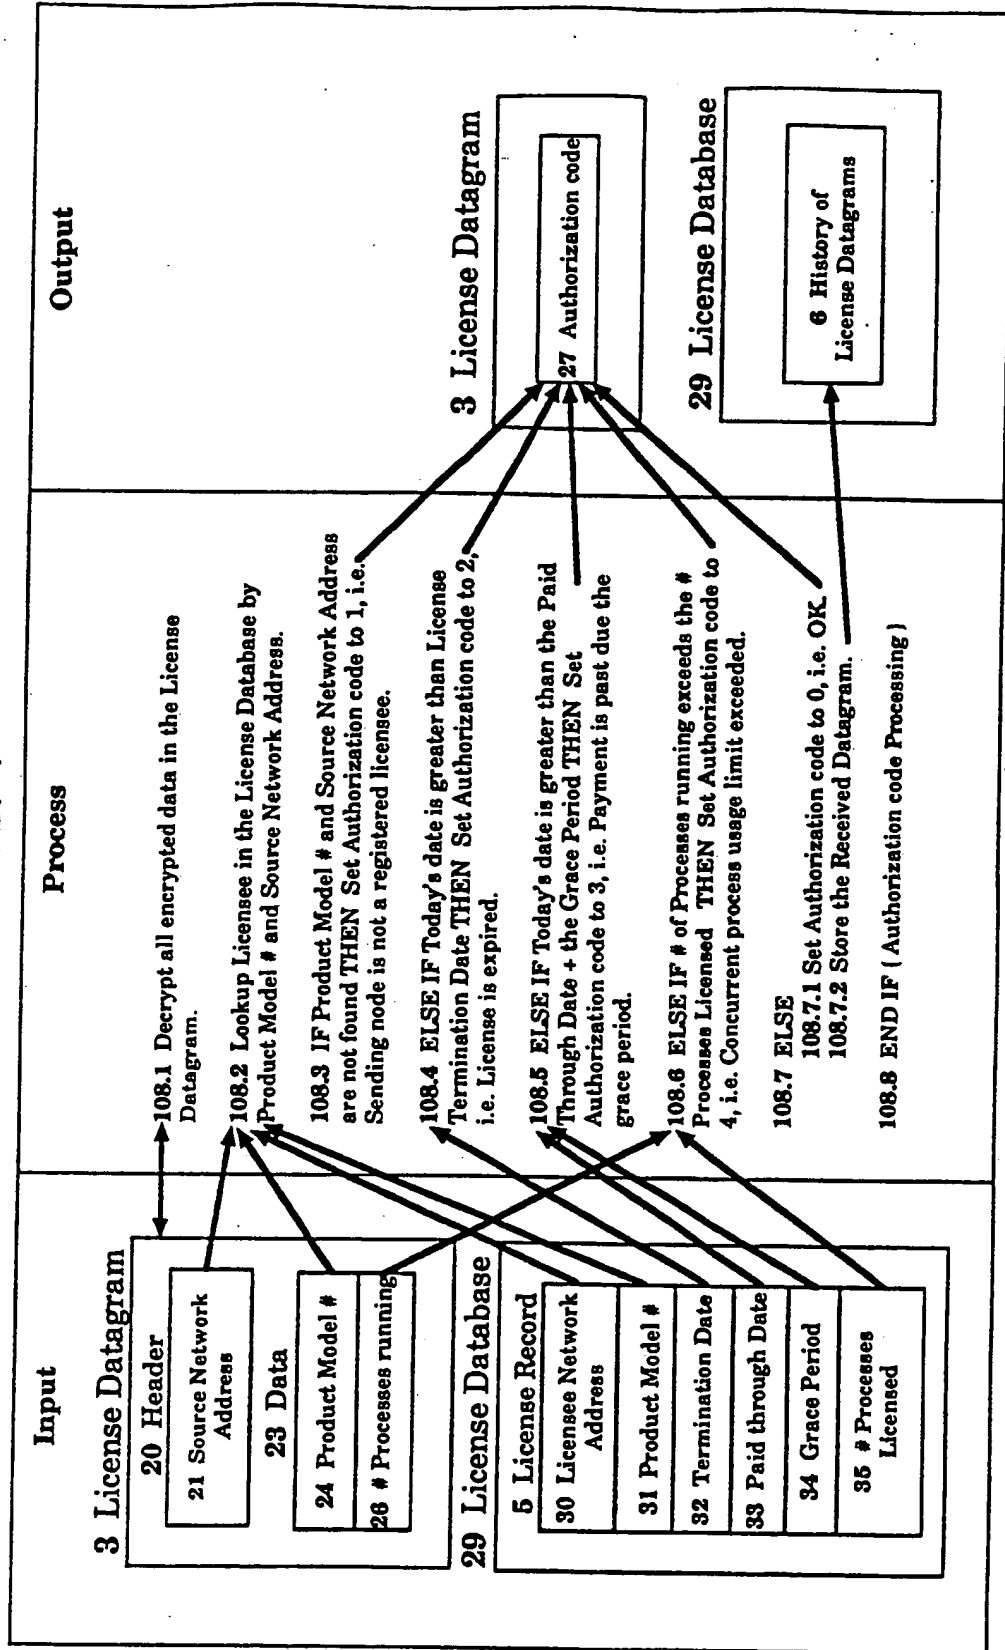 Input
3 License Datagram
20 Header
21 Source Network
Address
23 Data
24 Product Model #
26 # Processes running
29 License Database
5 License Record
30 Licensee Network
Address
31 Product Model #
32 Termination Date
33 Paid through Date
34 Grace Period
35 # Processes
Licensed
Process
108.1 Decrypt all encrypted data in the License
Datagram.
108.2 Lookup Licensee in the License Database by
Product Model # and Source Network Address.
108.3 IF Product Model # and Source Network Address
are not found THEN Set Authorization code to 1, i.e.
Sending node is not a registered licensee.
108.4 ELSE IF Today's date is greater than License
Termination Date THEN Set Authorization code to 2,
i.e. License is expired.
108.5 ELSE IF Today's date is greater than the Paid
Through Date + the Grace Period THEN Set
Authorization code to 3, i.e. Payment is past due the
grace period.
108.6 ELSE IF # of Processes running exceeds the #
Processes Licensed THEN Set Authorization code to
4, i.e. Concurrent process usage limit exceeded.
108.7 ELSE
108.7.1 Set Authorization code to 0, i.e. OK.
108.7.2 Store the Received Datagram.
108.8 END IF ( Authorization code Processing )
Output
3 License Datagram
27 Authorization code
29 License Database
6 History of
License Datagrams